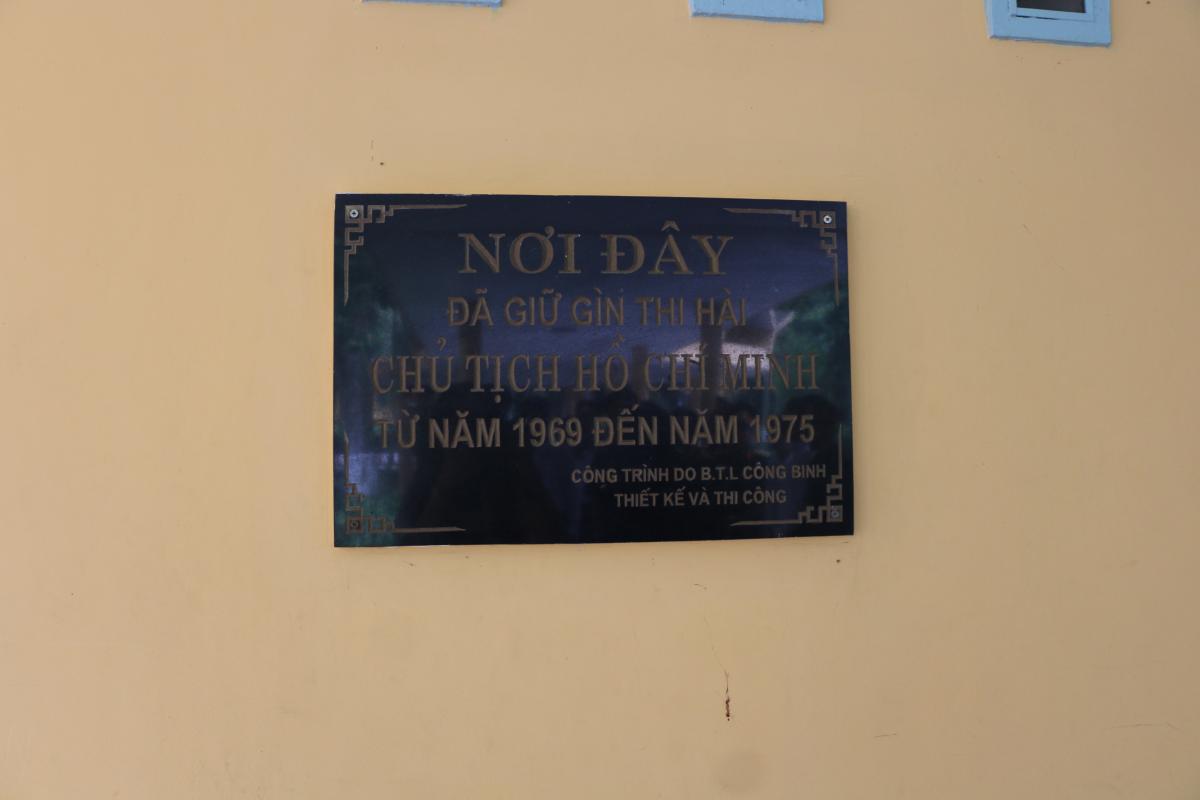 NƠI ĐÂY
ĐÃ GIỮ GÌN THI HÀI
CHỦ TỊCH HỒ CHÍ MINH
TỪ NĂM 1969 ĐẾN NĂM 1975
CÔNG TRÌNH DO B.T.L CÔNG BINH
THIẾT KẾ VÀ THI CÔNG